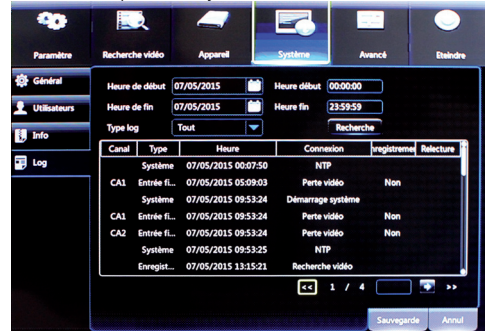 Paramètre Recherche vidéo Appareil Système Avancé Eteindre
Général
Utilisateurs
Info
Log
Heure de début 07/05/2015 Heure début 00:00:00
Heure de fin 07/05/2015 Heure fin 23:59:59
Type log Tout Recherche
Canal Type Heure Connexion nregistremen Relecture
Système 07/05/2015 00:07:50 NTP
CA1 Entrée fi... 07/05/2015 05:09:03 Perte vidéo Non
Système 07/05/2015 09:53:24 Démarrage système
CA1 Entrée fi... 07/05/2015 09:53:24 Perte vidéo Non
CA2 Entrée fi... 07/05/2015 09:53:24 Perte vidéo Non
Système 07/05/2015 09:53:25 NTP
Enregist... 07/05/2015 13:15:21 Recherche vidéo
<< 1 / 4 >>
Sauvegarde Annul